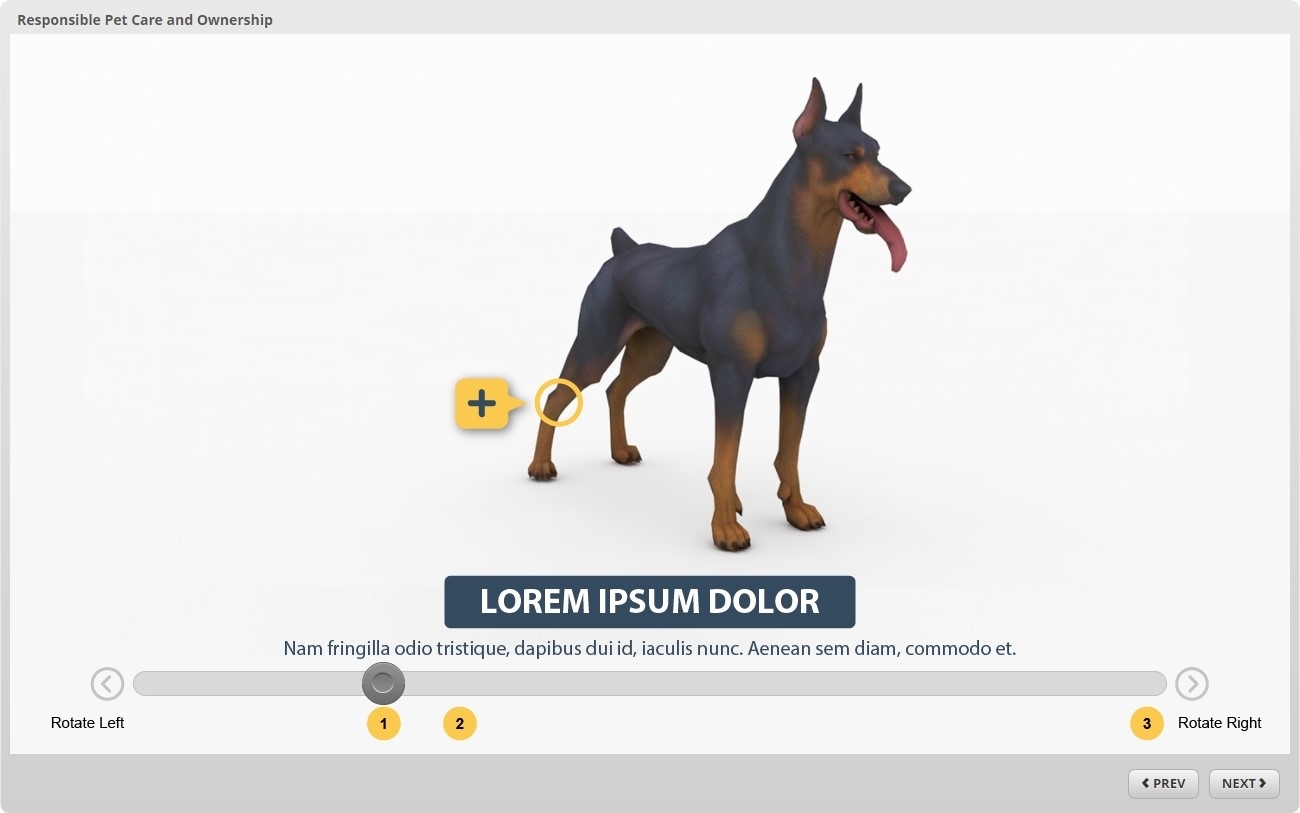 Responsible Pet Care and Ownership
LOREM IPSUM DOLOR
Nam fringilla odio tristique, dapibus dui id, iaculis nunc. Aenean sem diam, commodo et.
Rotate Left
1
2
3
Rotate Right
PREV
NEXT